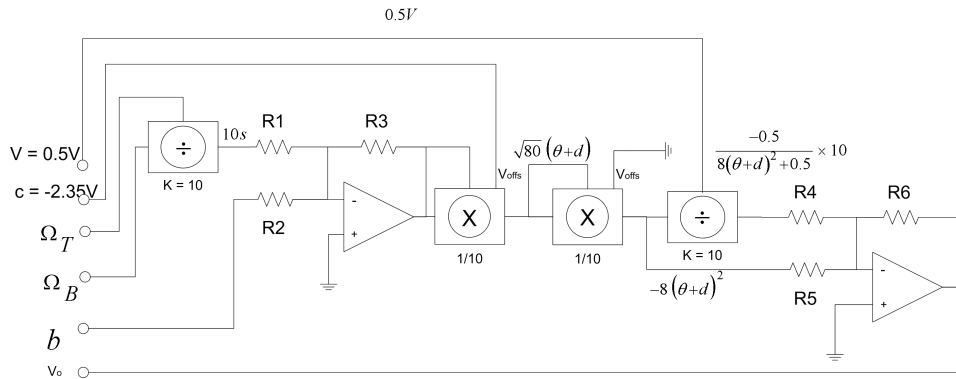 0.5V
R1
R3
10s
÷
K = 10
V = 0.5V
c = -2.35V
Ω_T
Ω_B
b
Vo
R2
-
+
X
1/10
Voffs
√80 (θ+d)
X
1/10
Voffs
÷
K = 10
-0.5 / 8(θ+d)² +0.5 × 10
−8 (θ+d)²
R4
R6
R5
-
+